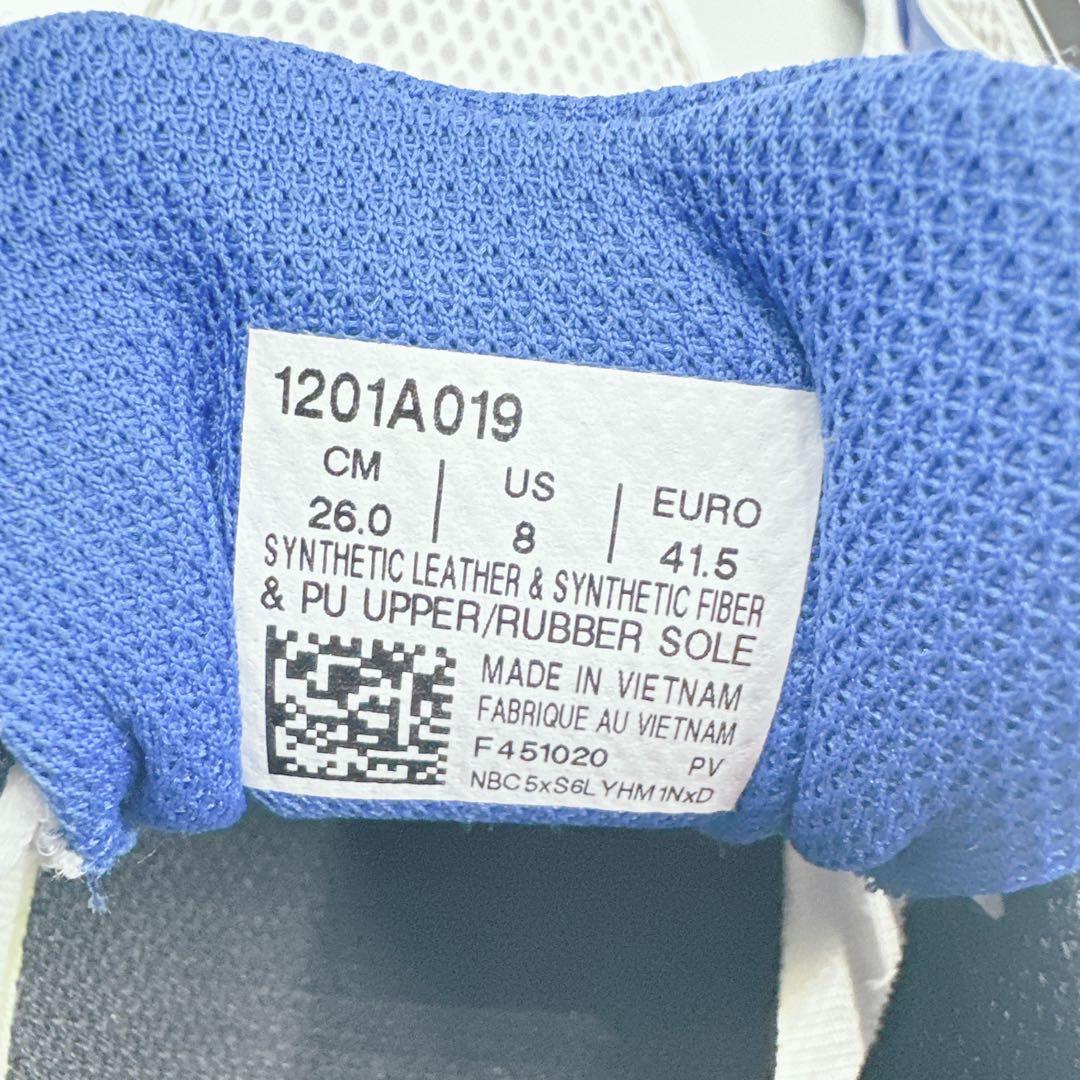 1201A019
CM | US | EURO
26.0 | 8 | 41.5
SYNTHETIC LEATHER & SYNTHETIC FIBER
& PU UPPER/RUBBER SOLE
MADE IN VIETNAM
FABRIQUE AU VIETNAM
F451020 PV
NBC5xS6LYHM1NxD